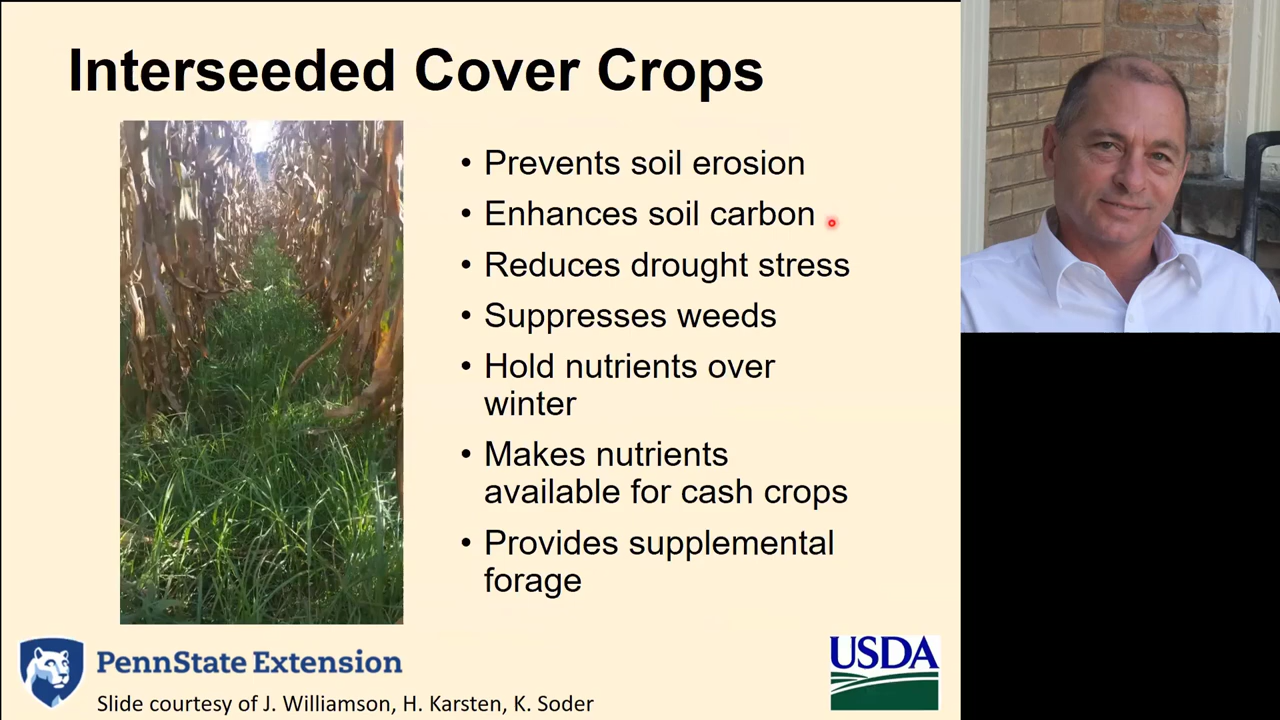 Interseeded Cover Crops
• Prevents soil erosion
• Enhances soil carbon
• Reduces drought stress
• Suppresses weeds
• Hold nutrients over
winter
• Makes nutrients
available for cash crops
• Provides supplemental
forage
PennState Extension
USDA
Slide courtesy of J. Williamson, H. Karsten, K. Soder